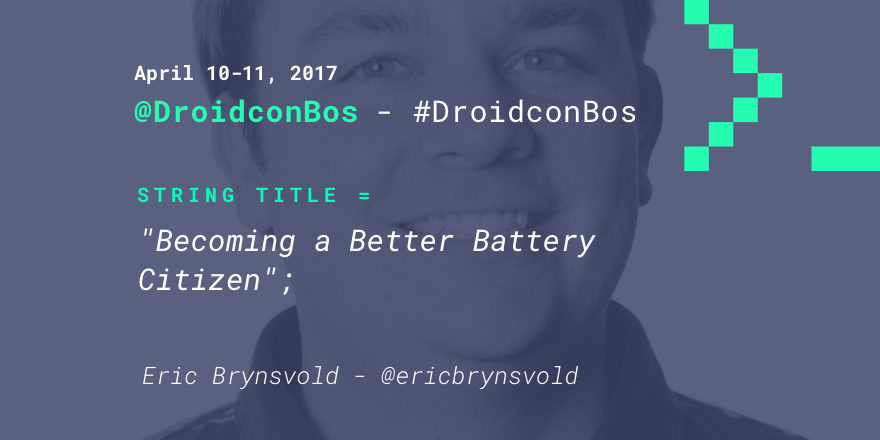 April 10-11, 2017
@DroidconBos - #DroidconBos
STRING TITLE =
"Becoming a Better Battery
Citizen";
Eric Brynsvold - @ericbrynsvold